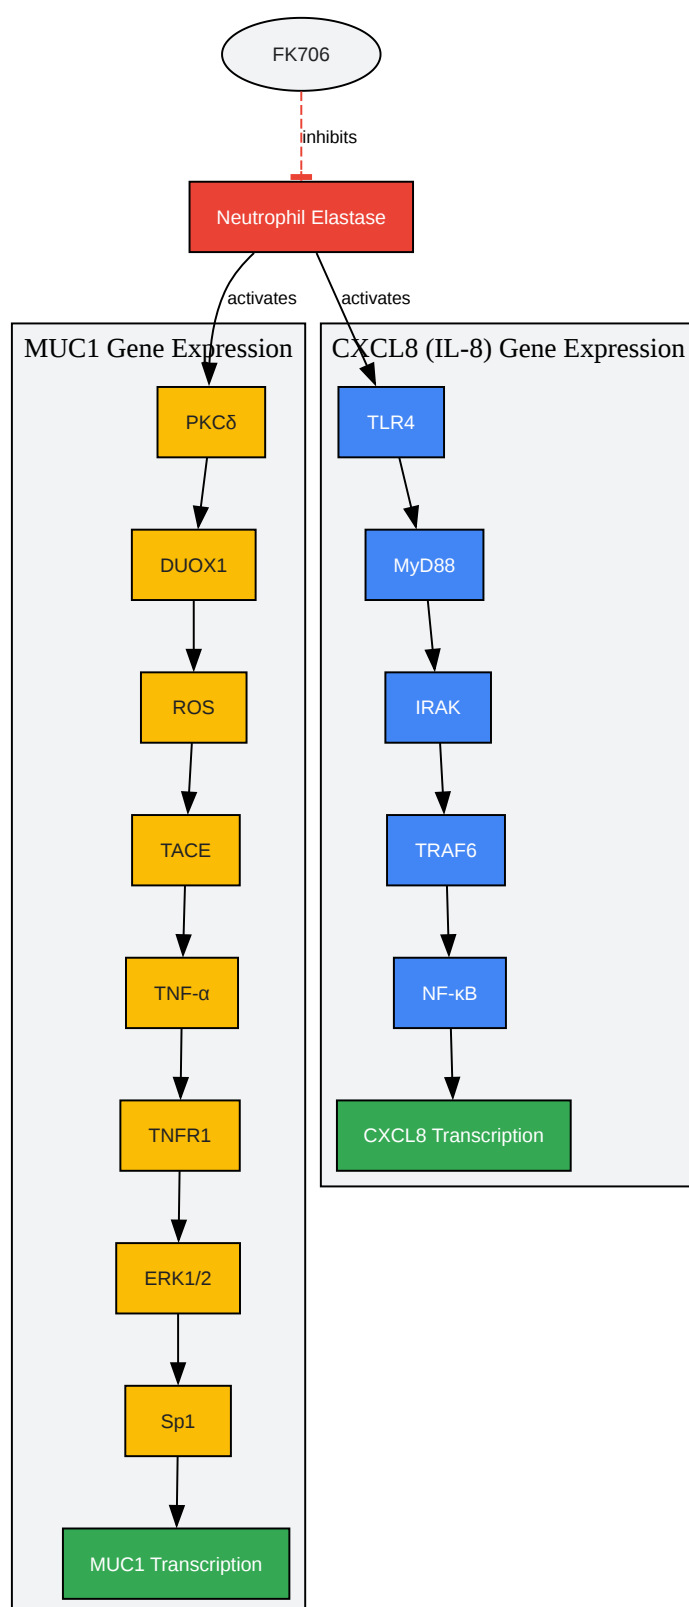 FK706
inhibits
Neutrophil Elastase
activates
activates
MUC1 Gene Expression
PKCδ
DUOX1
ROS
TACE
TNF-α
TNFR1
ERK1/2
Sp1
MUC1 Transcription
CXCL8 (IL-8) Gene Expression
TLR4
MyD88
IRAK
TRAF6
NF-κB
CXCL8 Transcription